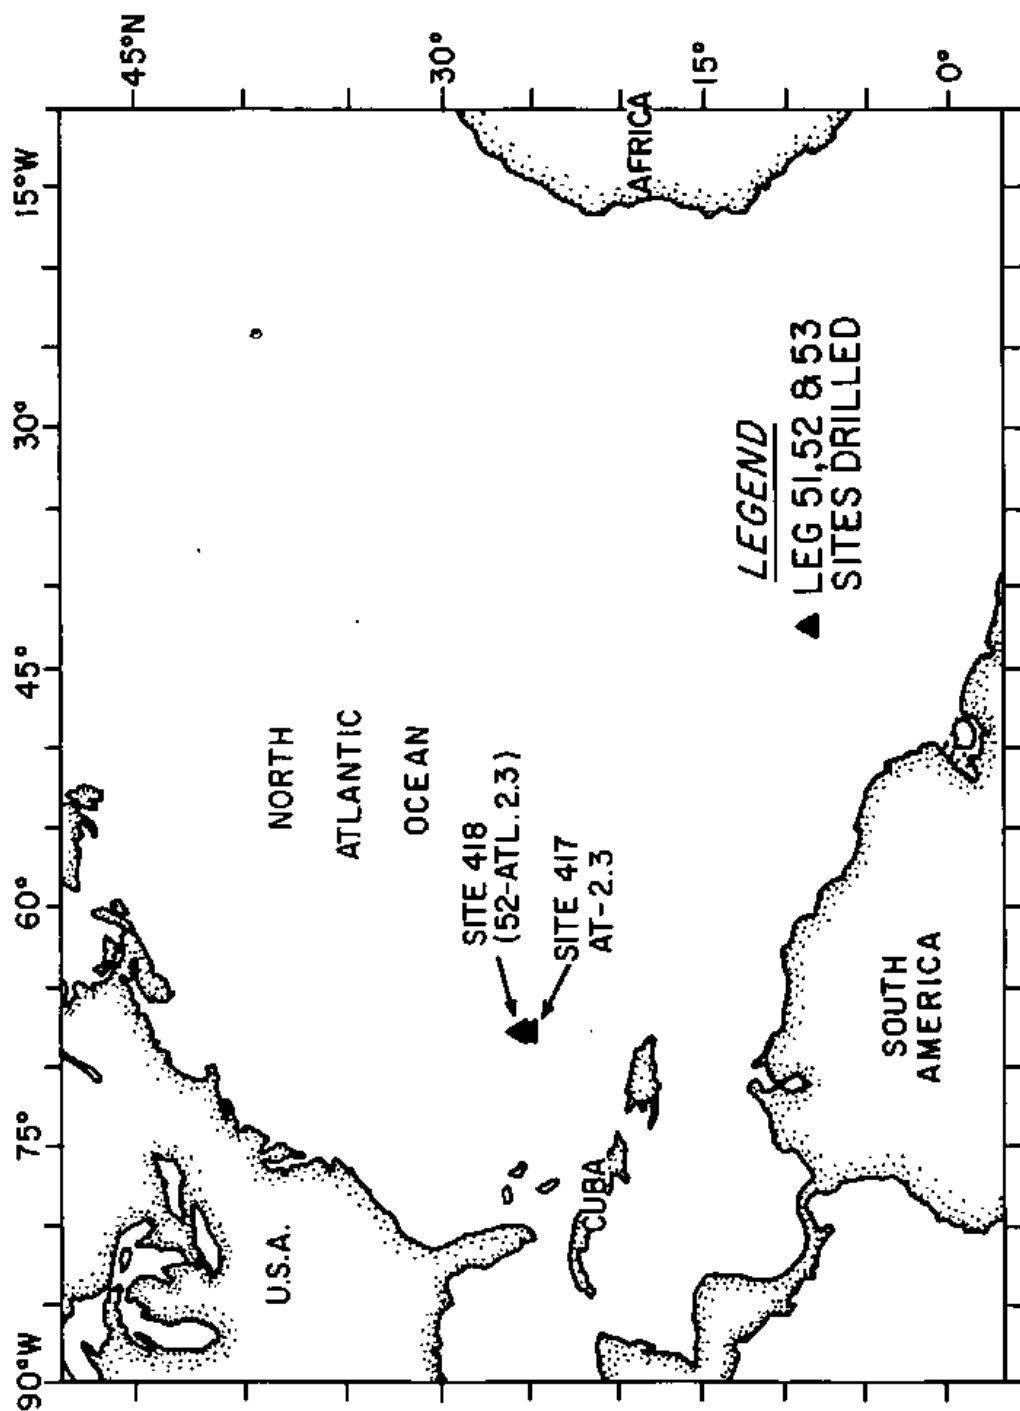 90°W
75°
60°
45°
30°
15°W
45°N
30°
15°
0°
U.S.A.
NORTH
ATLANTIC
OCEAN
SITE 418
(52-ATL. 2.3)
SITE 417
AT-2.3
CUBA
AFRICA
SOUTH
AMERICA
LEGEND
LEG 51,52 & 53
SITES DRILLED